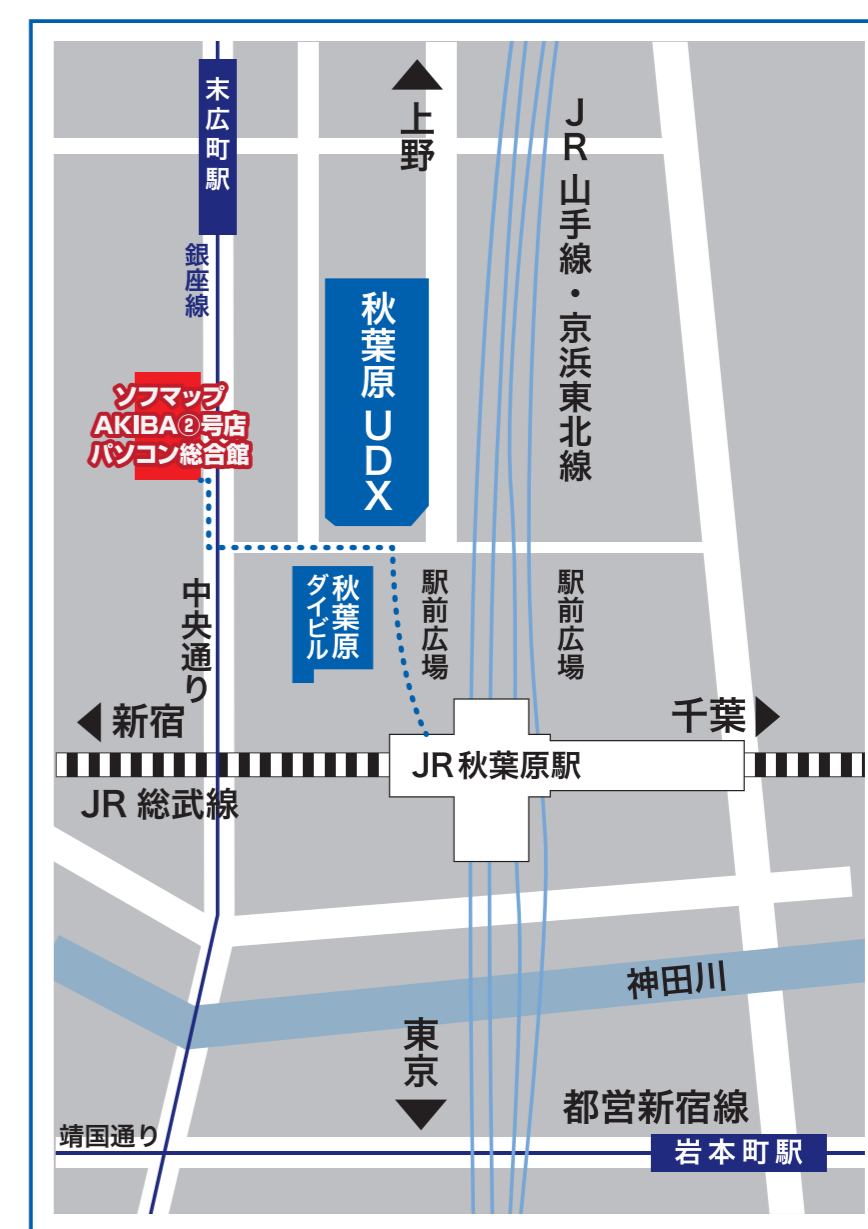 末広町駅
上野
JR山手線・京浜東北線
銀座線
秋葉原UDX
ソフマップ
AKIBA②号店
パソコン総合館
秋葉原
ダイビル
駅前広場
駅前広場
中央通り
新宿
千葉
JR秋葉原駅
JR 総武線
神田川
東京
都営新宿線
靖国通り
岩本町駅